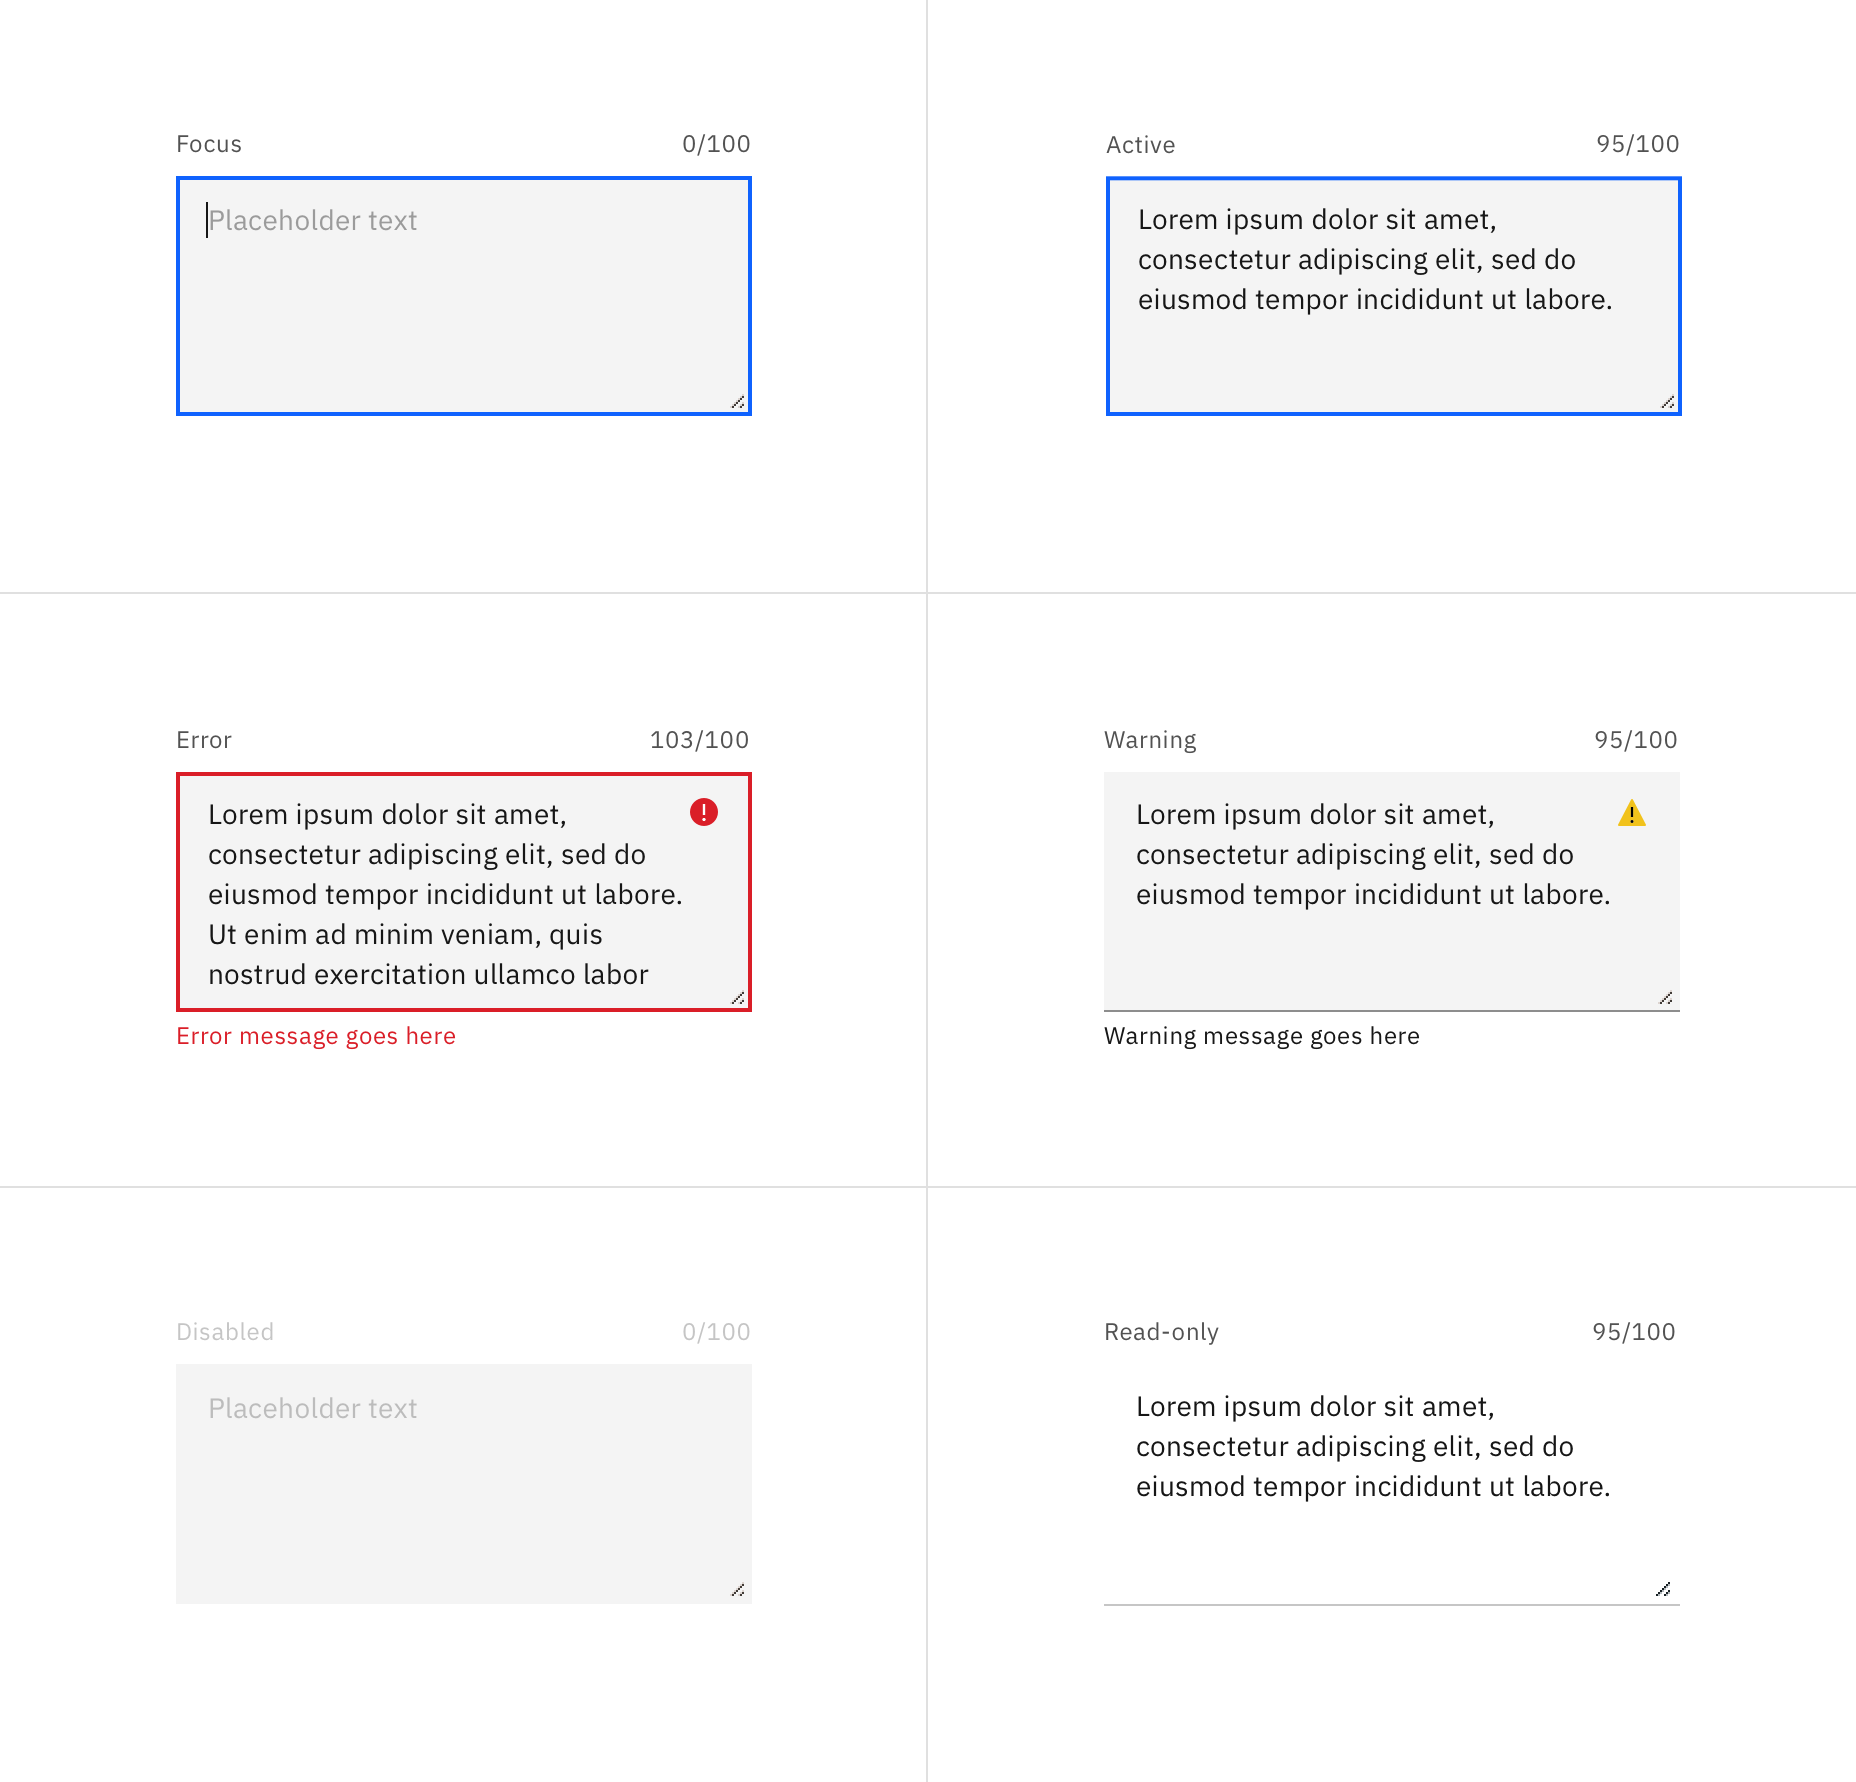 Focus 0/100
Placeholder text
Active 95/100
Lorem ipsum dolor sit amet,
consectetur adipiscing elit, sed do
eiusmod tempor incididunt ut labore.
Error 103/100
Lorem ipsum dolor sit amet,
consectetur adipiscing elit, sed do
eiusmod tempor incididunt ut labore.
Ut enim ad minim veniam, quis
nostrud exercitation ullamco labor
Error message goes here
Warning 95/100
Lorem ipsum dolor sit amet,
consectetur adipiscing elit, sed do
eiusmod tempor incididunt ut labore.
Warning message goes here
Disabled 0/100
Placeholder text
Read-only 95/100
Lorem ipsum dolor sit amet,
consectetur adipiscing elit, sed do
eiusmod tempor incididunt ut labore.